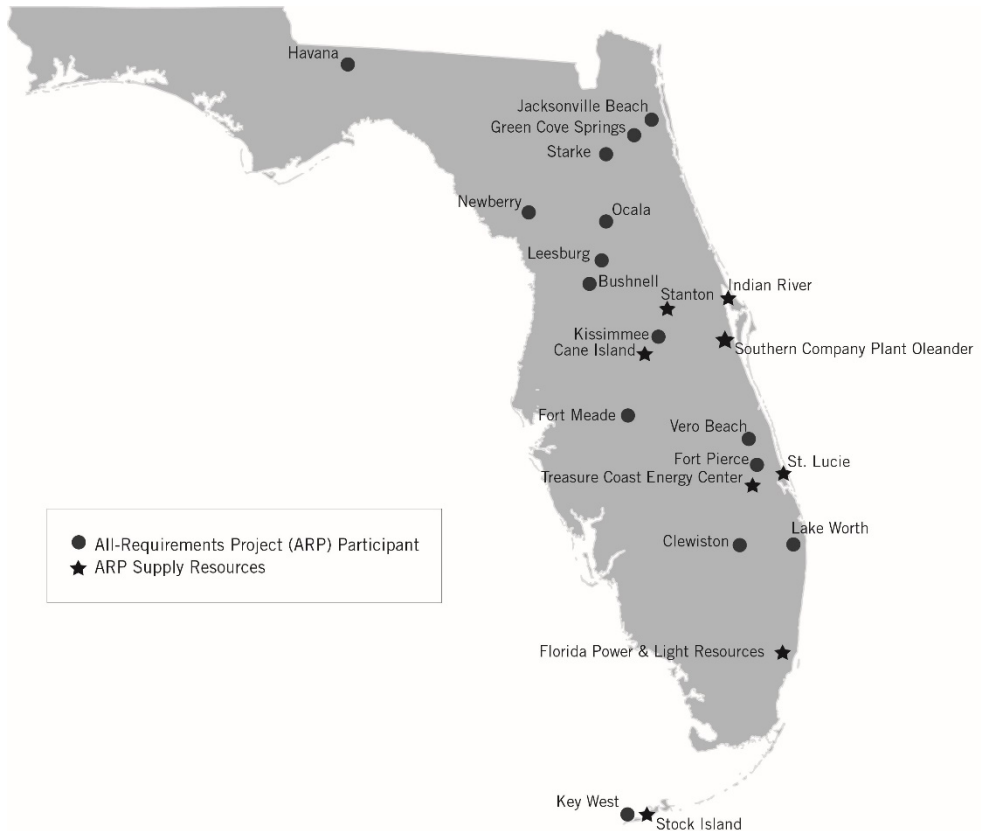 Havana
Jacksonville Beach
Green Cove Springs
Starke
Newberry
Ocala
Leesburg
Bushnell
Stanton
Indian River
Kissimmee
Cane Island
Southern Company Plant Oleander
Fort Meade
Vero Beach
Fort Pierce
St. Lucie
Treasure Coast Energy Center
Lake Worth
Clewiston
All-Requirements Project (ARP) Participant
ARP Supply Resources
Florida Power & Light Resources
Key West
Stock Island